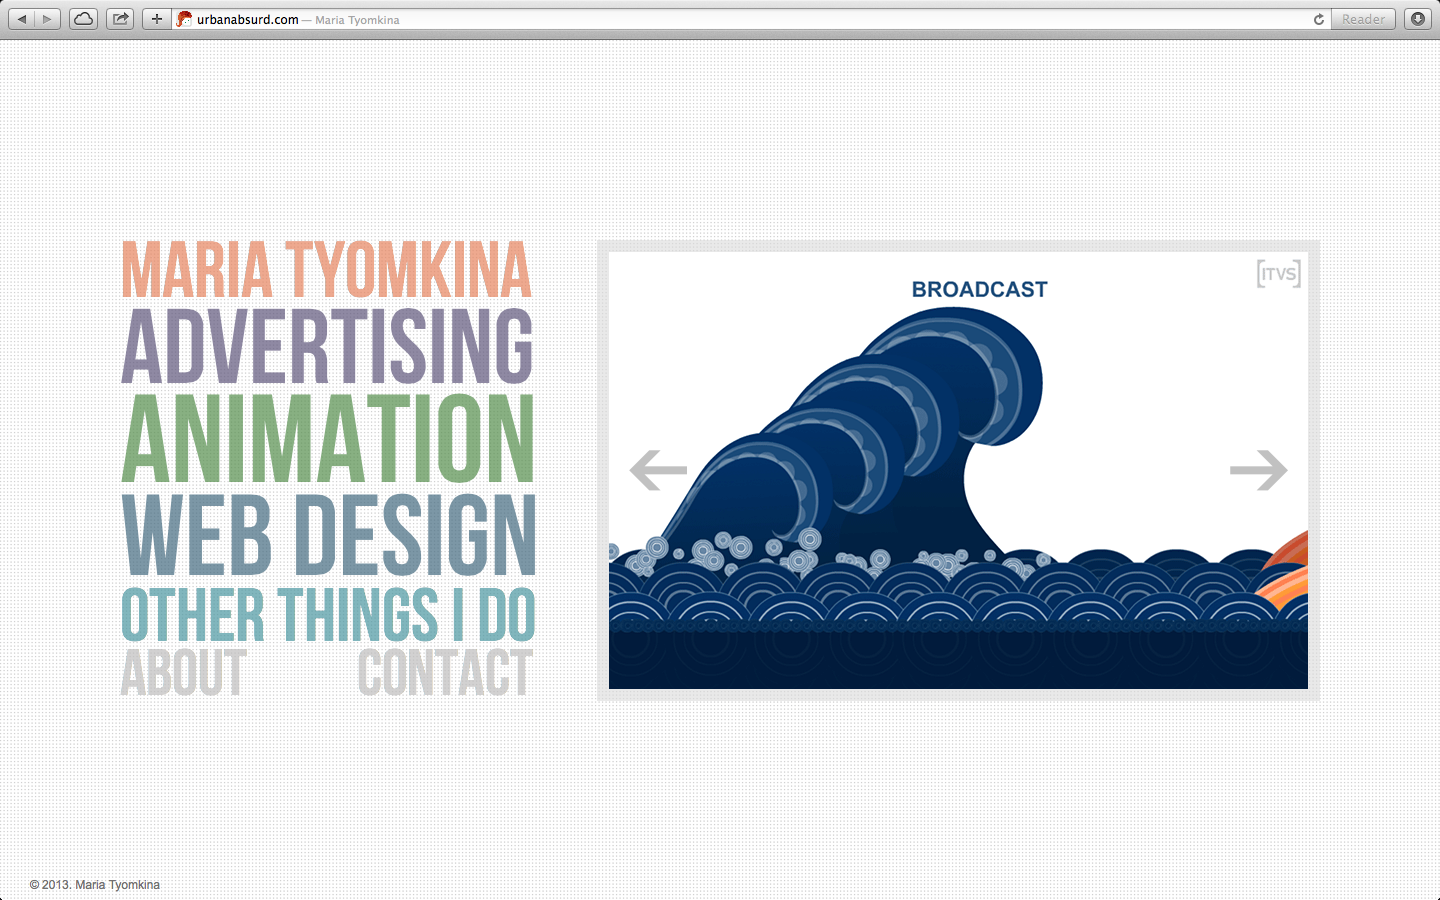 urbanabsurd.com — Maria Tyomkina
Reader
MARIA TYOMKINA
ADVERTISING
ANIMATION
WEB DESIGN
OTHER THINGS I DO
ABOUT CONTACT
[ITVS]
BROADCAST
© 2013. Maria Tyomkina